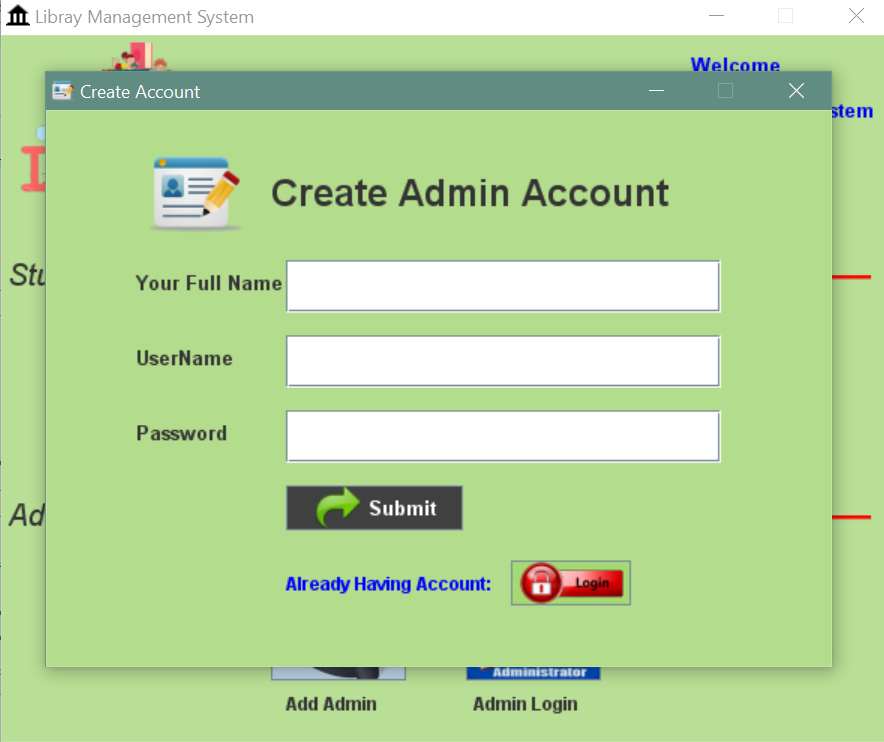 Libray Management System
Welcome
Create Account
stem
Create Admin Account
Your Full Name
Stu
UserName
Password
Submit
Ad
Already Having Account:
Login
Administrator
Add Admin
Admin Login